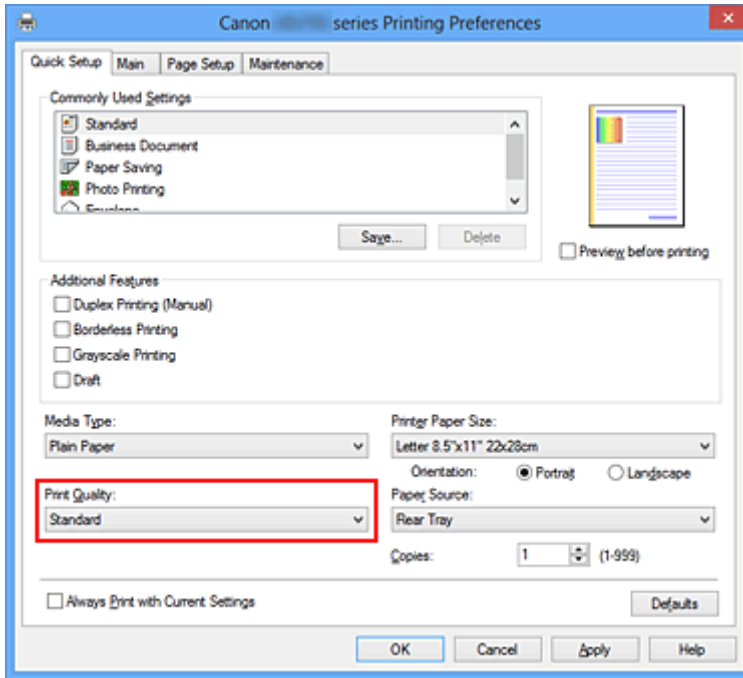 Canon series Printing Preferences
Quick Setup Main Page Setup Maintenance
Commonly Used Settings
Standard
Business Document
Paper Saving
Photo Printing
Envelope
Save... Delete
Preview before printing
Additional Features
Duplex Printing (Manual)
Borderless Printing
Grayscale Printing
Draft
Media Type: Printer Paper Size:
Plain Paper Letter 8.5"x11" 22x28cm
Orientation: Portrait Landscape
Print Quality: Paper Source:
Standard Rear Tray
Copies: 1 (1-999)
Always Print with Current Settings Defaults
OK Cancel Apply Help